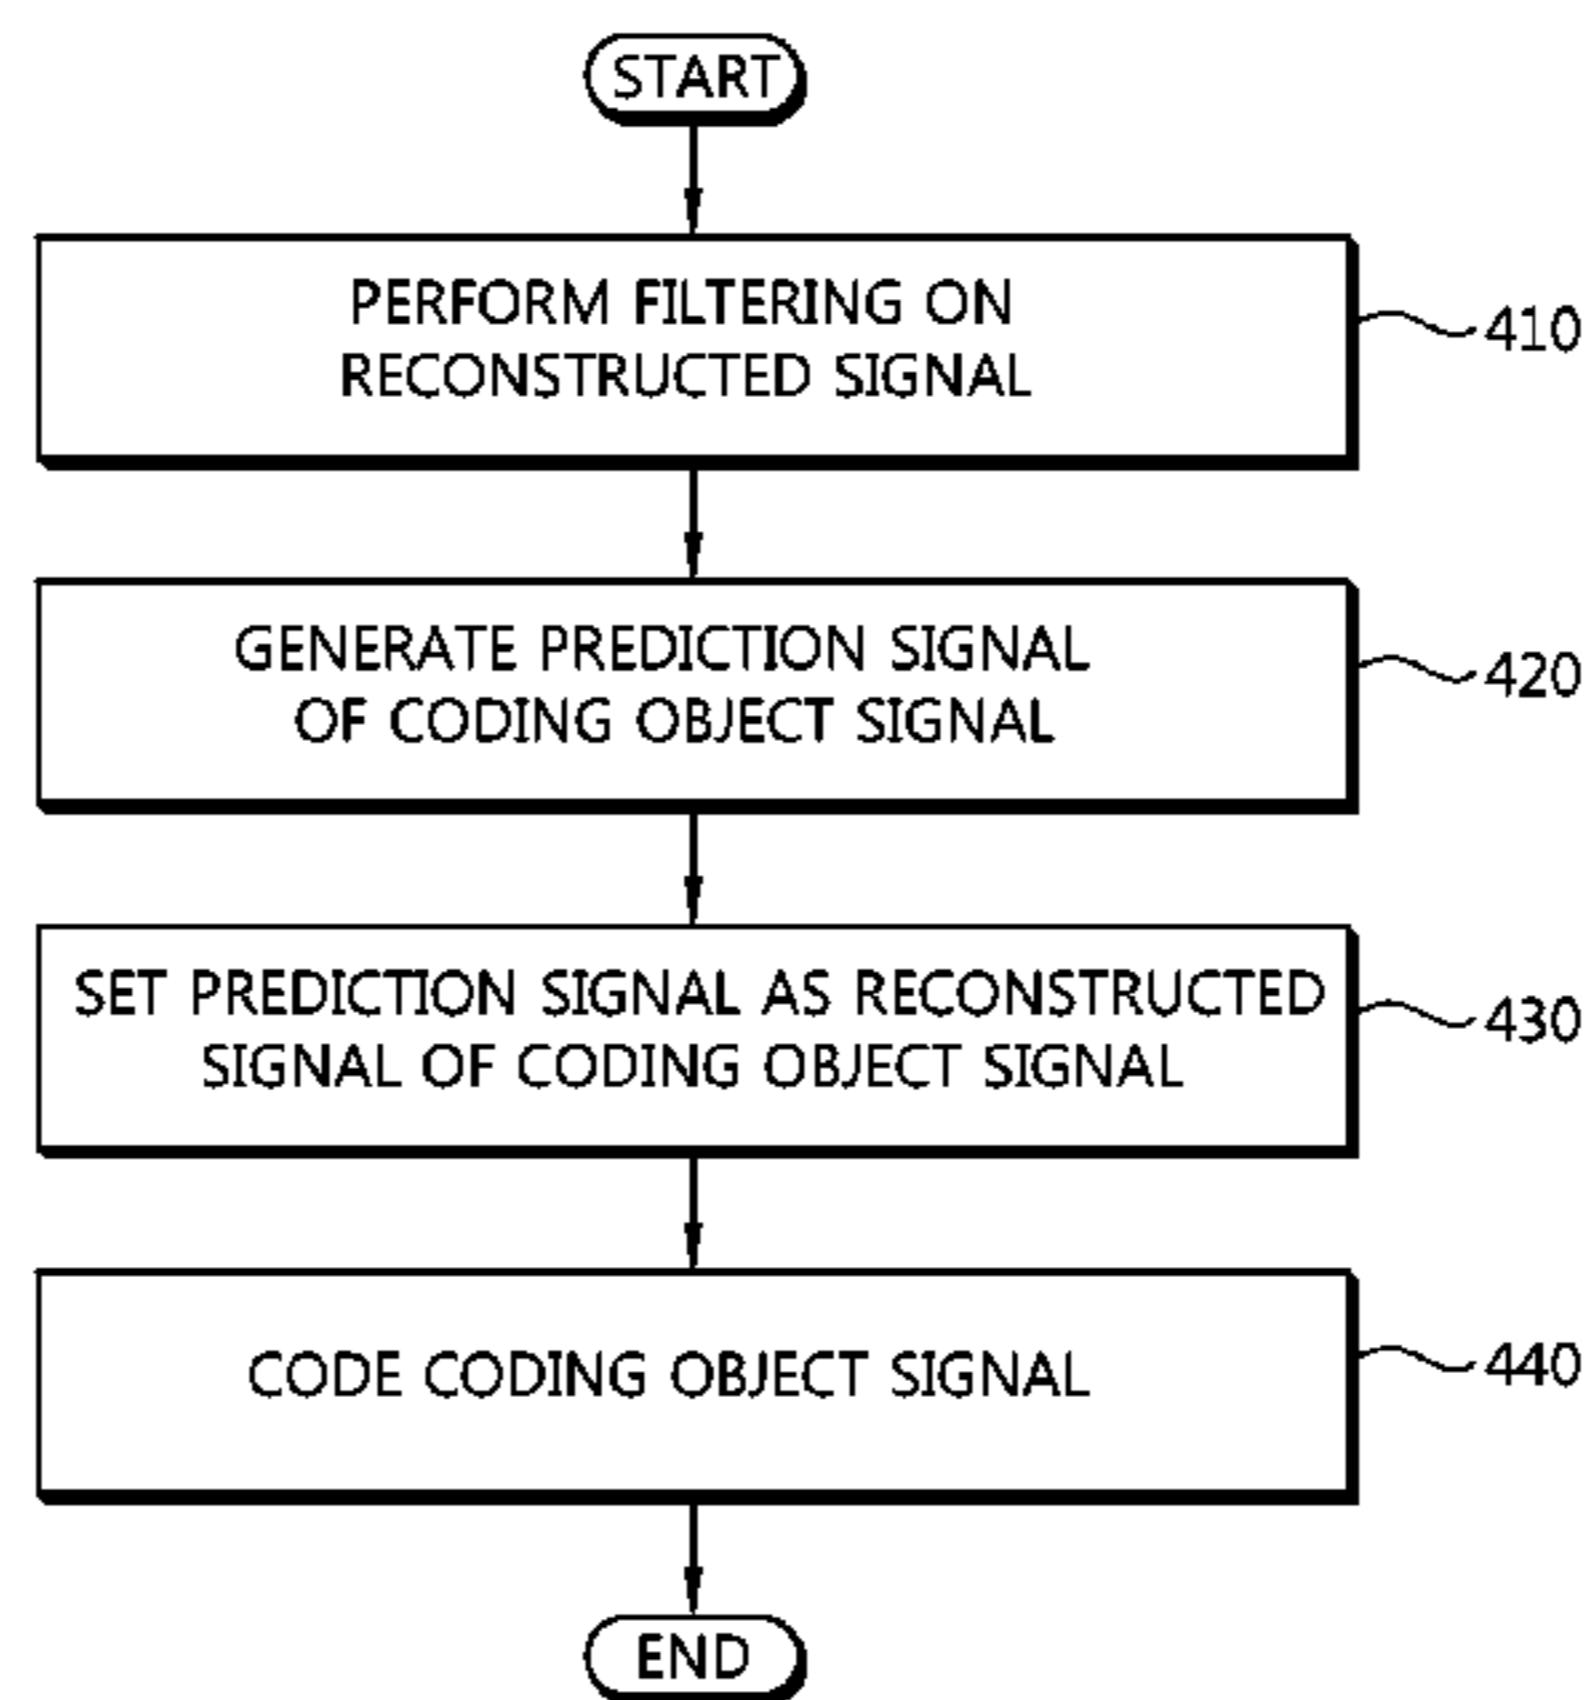 START
PERFORM FILTERING ON
RECONSTRUCTED SIGNAL
410
GENERATE PREDICTION SIGNAL
OF CODING OBJECT SIGNAL
420
SET PREDICTION SIGNAL AS RECONSTRUCTED
SIGNAL OF CODING OBJECT SIGNAL
430
CODE CODING OBJECT SIGNAL
440
END